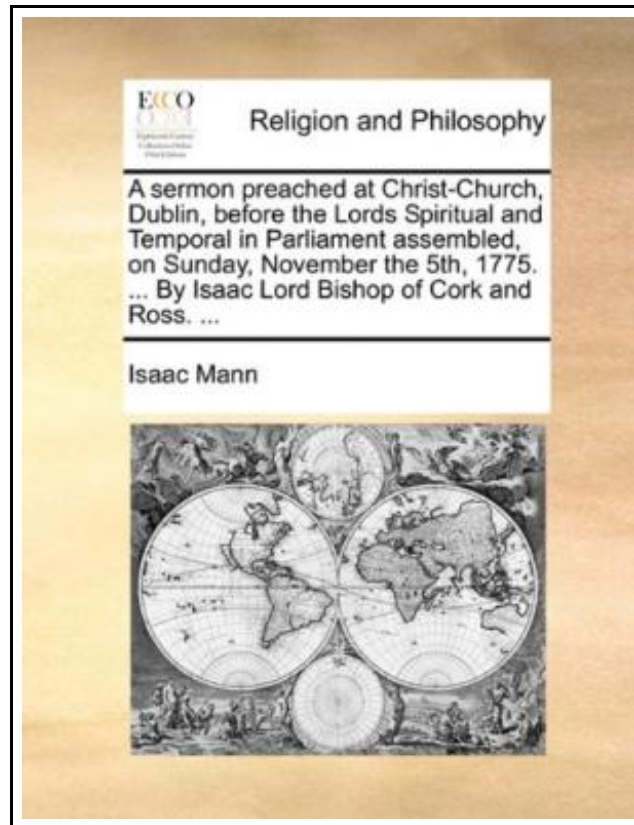 ECCO
Religion and Philosophy
A sermon preached at Christ-Church,
Dublin, before the Lords Spiritual and
Temporal in Parliament assembled,
on Sunday, November the 5th, 1775.
... By Isaac Lord Bishop of Cork and
Ross. ...
Isaac Mann